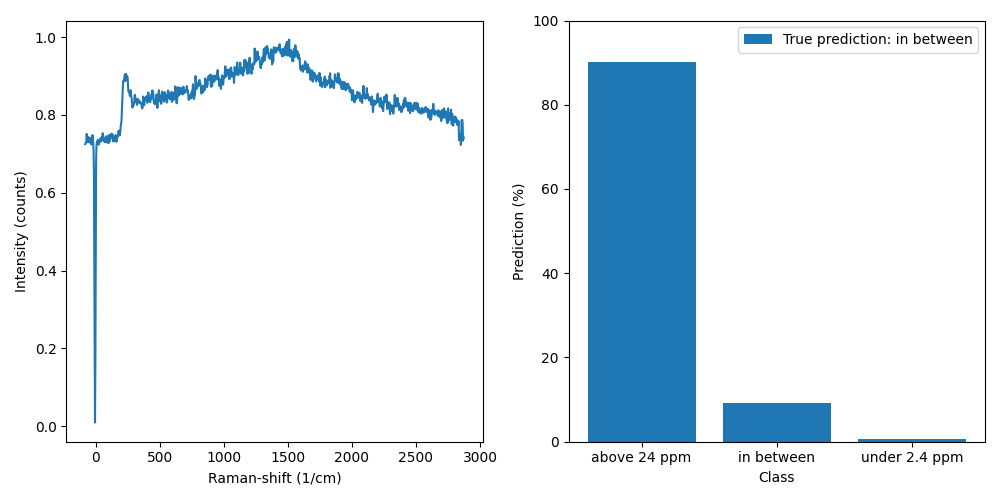 1.0
0.8
0.6
0.4
0.2
0.0
Intensity (counts)
0 500 1000 1500 2000 2500 3000
Raman-shift (1/cm)
100
80
60
40
20
0
Prediction (%)
True prediction: in between
above 24 ppm in between under 2.4 ppm
Class